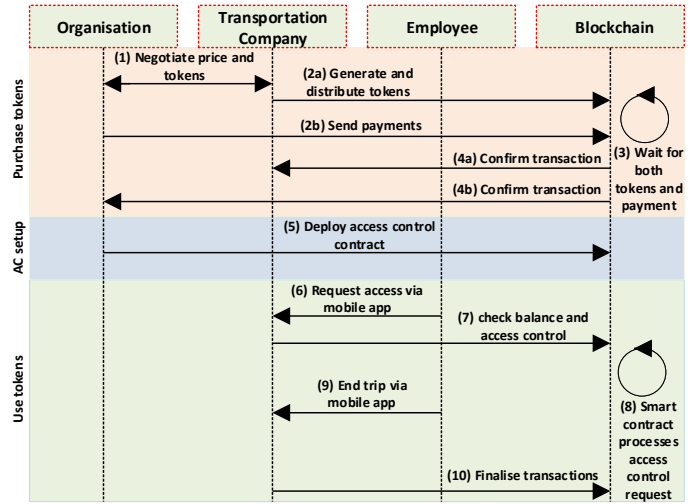 Organisation
Transportation
Company
Employee
Blockchain
Purchase tokens
(1) Negotiate price and
tokens
(2a) Generate and
distribute tokens
(2b) Send payments
(3) Wait for
both
tokens and
payment
(4a) Confirm transaction
(4b) Confirm transaction
AC setup
(5) Deploy access control
contract
Use tokens
(6) Request access via
mobile app
(7) check balance and
access control
(8) Smart
contract
processes
access
control
request
(9) End trip via
mobile app
(10) Finalise transactions